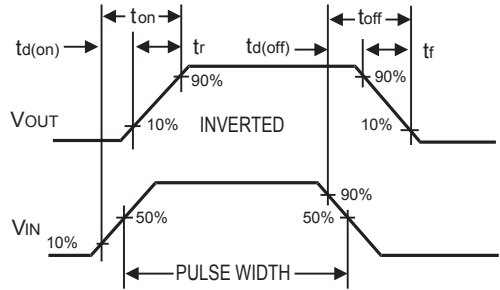 ton toff
td(on) tr td(off) tf
90% 90%
VOUT 10% INVERTED 10%
90%
50% 50%
VIN 10%
PULSE WIDTH